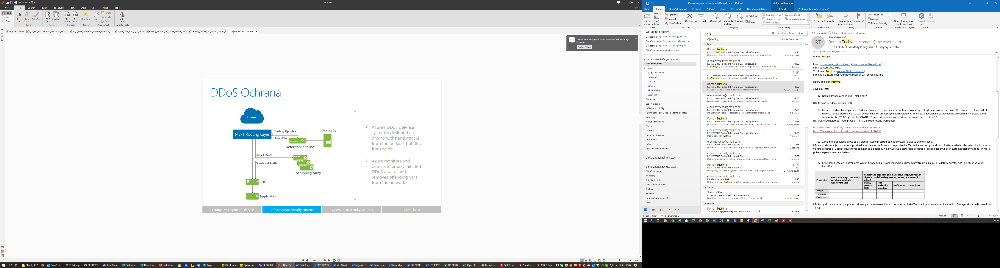 - Nitro Pro
File Home Convert Review Page Layout Forms Share Erase Protect Help
Login
Hand
Edit
Zoom
Select
Type Text
QuickSign
PDF
Combine
To Word
To Excel
Highlight
Insert
Rotate
Delete
Extract
Add Tools
Tools Create Convert Review Page Layout Favorite Tools
Mighrácia ŠÚSR I_04_PID_PROJEKTOVY_INICIALNY_DOK... R1_1_DNR_DETAILNY_NAVRH_RIESENIA_... Vyzva_OPII_2021_7_13_DOP Katalog_sluzieb_VC_MVSR_cennik_20... Katalog_sluzieb_VC_MVSR_cennik_20... Bezpecnost Cloudu
The file you have opened claims compliance with the PDF/A standard.
Enable Editing
DDoS Ochrana
Internet
MSFT Routing Layer
Routing Updates
Flow Data
Profile DB
Detection Pipeline
Attack Traffic
Scrubbed Traffic
Scrubbing Array
SLB
Application
✓ Azure's DDoS defense
system is designed not
only to withstand attacks
from the outside, but also
from within.
✓ Azure monitors and
detects internally initiated
DDoS attacks and
removes offending VMs
from the network
Security Development Lifecycle Infrastructure security controls Operational security controls Compliance
8 OF 20
100%
Obrazky PkP Doručená ... Počet prip... RE: [EXTER... Total Com... Outlook a ... Hlavná str... ziadost_vie... Skype Rýchle poz... Rýchle poz... EA_SGUDS ... - Nitro Pro Definícia p... I03_PRISTU... v2 - Word Migracia_I... Prirucka_k... Manual pr... I01_PROJE... I_03_PRIST... I02_PRILO... Kópia - Ex... Bez názvu ... Bitdefende... Prirucka_k... MIK_2_Zup...
SLK 12:45
Doručená pošta - elena.zavacka@gmail.com - Outlook
Nástroje vyhľadávania
Súbor Domov Odoslať alebo prijať Priečinok Zobraziť iCloud Pomocník Bitdefender AntiSpam Hľadať Povedzte, čo chcete urobiť
Nový e-mail
Nové položky
Ignorovať
Vyčistiť
Nevyžiadané
Odstrániť Archivovať
Odpovedať
Odpovedať všetkým
Preposlať
Schôdza
Ďalšie
Premiestniť do: ?
Tímový e-mail
Vytvoriť nový
Manažérovi
Odpovedať a o...
Premiestniť Pravidlá
Neprečítané alebo prečítané
Spracovať
Vyhľadávať ľudí
Adresár
Filtrovať e-maily
Odoslať alebo prijať všetky priečinky
Pripojiť sa
Nové Odstrániť Reagovať Rýchle kroky Premiestniť Značky Hľadať Odosielanie a príjem iCloud
Obľúbené položky
Doručená pošta - elena.zavacka@justice.sk
Doručená pošta 2 - elena.zavacka@gmail.com
Doručená pošta - elena.zavacka@hmsp.sk
Doručená pošta - raeda@raeda.sk
elena.zavacka@gmail.com
Doručená pošta 2
[Gmail]
Rozpísané správy
Odoslané
Kôš 10
Dôležité
S hviezdičkou
Spam [29]
Cestovné
ESET Antispam
Infikované položky
Informačné kanály RSS (iba tento počítač)
Koncepty
Nevyžiadaná pošta
Notes
Osobné
Pošta na odoslanie
Potvrdenia
Práca
Vyhľadávacie priečinky
elena.zavacka@hmsp.sk
elena.zavacka@justice.sk
Doručená pošta
Koncepty
Odoslaná pošta
Odstránené položky
Archive
Blocked
Informačné kanály RSS
Later
tuchy
Aktuálna poštová schránka
Výsledky
Podľa Dátum
Dnes
Roman Tuchyna
RE: [EXTERNÉ] Podklady k migrácii DA - chýbajúce info 10:18
Dobry den, Ano, ten predpoklad je spravny – my sme to na zaciatku Doručená pošta
elena.zavacka@gmail.com
RE: [EXTERNÉ] Podklady k migrácii DA - chýbajúce info 10:09
Pán Tuchyňa, ešte uvažujem, aby sme boli pripravení na prípadné otázky - Odoslané
RE: [EXTERNÉ] Podklady k migrácii DA - chýbajúce info 10:00
Pán Tuchyňa, ak pozerám správne najvyššie ceny sú za prvé dve položky – Kôš
Roman Tuchyna
RE: [EXTERNÉ] Podklady k migrácii DA - chýbajúce info 9:28
Backup je v sumare PaaS sluzieb akreditovanych na U3: Doručená pošta
elena.zavacka@gmail.com
RE: [EXTERNÉ] Podklady k migrácii DA - chýbajúce info 9:05
Ďakujem veľmi pekne – ešte jedna otázka máme tam uvedenú ako Odoslané
elena.zavacka@gmail.com
RE: [EXTERNÉ] Podklady k migrácii DA - chýbajúce info 9:04
Ďakujem veľmi pekne – ešte jedna otázka máme tam uvedenú ako Odoslané
Roman Tuchyna
RE: [EXTERNÉ] Podklady k migrácii DA - chýbajúce info 8:58
Dobry den p. Zavacka, Moje odpovede su nizsie, skuste to pozriet, ci to Doručená pošta
elena.zavacka@gmail.com
RE: [EXTERNÉ] Podklady k migrácii DA - chýbajúce info 8:06
Dobrý deň, pán Tuchyňa, Odoslané
elena.zavacka@gmail.com
RE: [EXTERNÉ] Podklady k migrácii DA 7:33
Dobré ráno, ďakujem veľmi pekne, potvrdzujem príjem podkladov, idem Odoslané
elena.zavacka@gmail.com
RE: [EXTERNÉ] Podklady k migrácii DA 7:32
Dobré ráno, ďakujem veľmi pekne, potvrdzujem príjem podkladov, idem Odoslané
Roman Tuchyna
RE: [EXTERNÉ] Podklady k migrácii DA 7:29
Dobry den, Ospravedlnujem sa – netusim, kde sa stala chyba, vcera som Doručená pošta
elena.zavacka@gmail.com
Podklady k migrácii DA 6:46
Dobré ráno, pán Tuchyňa, zatiaľ mi neprišli žiadne podklady k prevádzke Odoslané
Streda
Štefan Káčer
RE: Rozpracovaná projektová dokumentácia st 12:49
Dakujem ... Uz mi prisla sprava aj z Metais Pekny den S.K. Doručená pošta
Utorok
Roman Tuchyna
Automatic reply: [EXTERNÉ] Prevádzka v cloude - ŠGÚDŠ ut 14:43
Odpovedať Odpovedať všetkým Preposlať
pi 22.04.2022 9:28
RT
Roman Tuchyna <romant@microsoft.com>
RE: [EXTERNÉ] Podklady k migrácii DA - chýbajúce info
Komu elena.zavacka@gmail.com
Roman Tuchyna
From: elena.zavacka@gmail.com <elena.zavacka@gmail.com>
Sent: 22 April 2022 08:07
To: Roman Tuchyna <romant@microsoft.com>
Subject: RE: [EXTERNÉ] Podklady k migrácii DA - chýbajúce info
Dobrý deň, pán Tuchyňa,
chýba mi info:
1. Nakalkulovaná cena je s DPH alebo bez?
RT> Cena je bez dani, cize bez DPH.
2. Linky na služby z katalógu sú na služby na úrovni U1 – spomínali ste, že tento projekt by mal byť na úrovni bezpečnosti U2 – aj mne to tak vychádzalo,
nakoľko narába čiastočne aj so súkromnými údajmi prihlásených používateľov. Aj keď v požiadavkách na bezpečnostnú úroveň mám v projektovom
zámere že stav TO BE by malo byť C1A1I1 – čomu zodpovedajú služby, ktoré ste zaslali – len to nie je U2.
RT> Ospravedlnujem sa, mate pravdu – tu su U2 akreditovane workloads:
https://katalog.statneit.sk/ziadost_view.php?ziadost_ID=140
https://katalog.statneit.sk/ziadost_view.php?ziadost_ID=161
3. Zohľadňuje kalkulácia prostredia v cloude? Koľko prostredí sa bude vytvárať a ako to ovplyvní cenu.
RT> ano, kalkulacia je cisto v cloud prostredi a vytvara sa iba 1 produkcne prostredie. Ta otazka ma background v architekture velkeho vladneho cloudu, kde su
viacere prostredia. V architekture u Vas som nenasiel poziadavky na vyvojove a testovacie prostredie, predpokladam,z e ten system je stabilny a teda ich nie je
potrebne permanentne udrziavat.
4. K službám z katalógu potrebujem vyplniť túto tabuľku – takže mi chýba k službám prostredie a k nim TIER, dátový priestor (CPU a RAM je vo vašej
kalkulácii)
Prostredie
Služba z katalógu cloudových služieb pre zriadenie výpočtového uzla
Požadované kapacitné parametre cloudovej služby (napr. objem a typ diskového priestoru, pamäť, procesorový výkon)
Dátový priestor (GB) Tier diskového priestoru Počet vCPU RAM (GB)
Vývojové
Testovacie
Produkčné
RT> kazdy virtualny server ma priamo pripojeny a manazovany disk - co sa da oznacit ako Tier-1 a doplnit som tam zdielanu Blob Storage, ktora sa da oznacit ako
Tier-2
Použil sa filter. Pripomenutia: 2
Pripojené
100 %
12:45